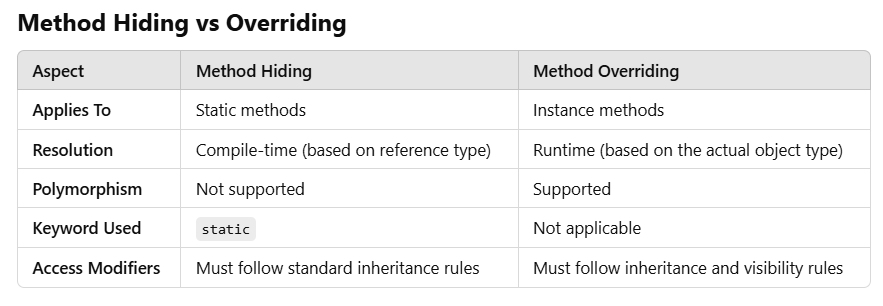 Method Hiding vs Overriding
Aspect Method Hiding Method Overriding
Applies To Static methods Instance methods
Resolution Compile-time (based on reference type) Runtime (based on the actual object type)
Polymorphism Not supported Supported
Keyword Used static Not applicable
Access Modifiers Must follow standard inheritance rules Must follow inheritance and visibility rules